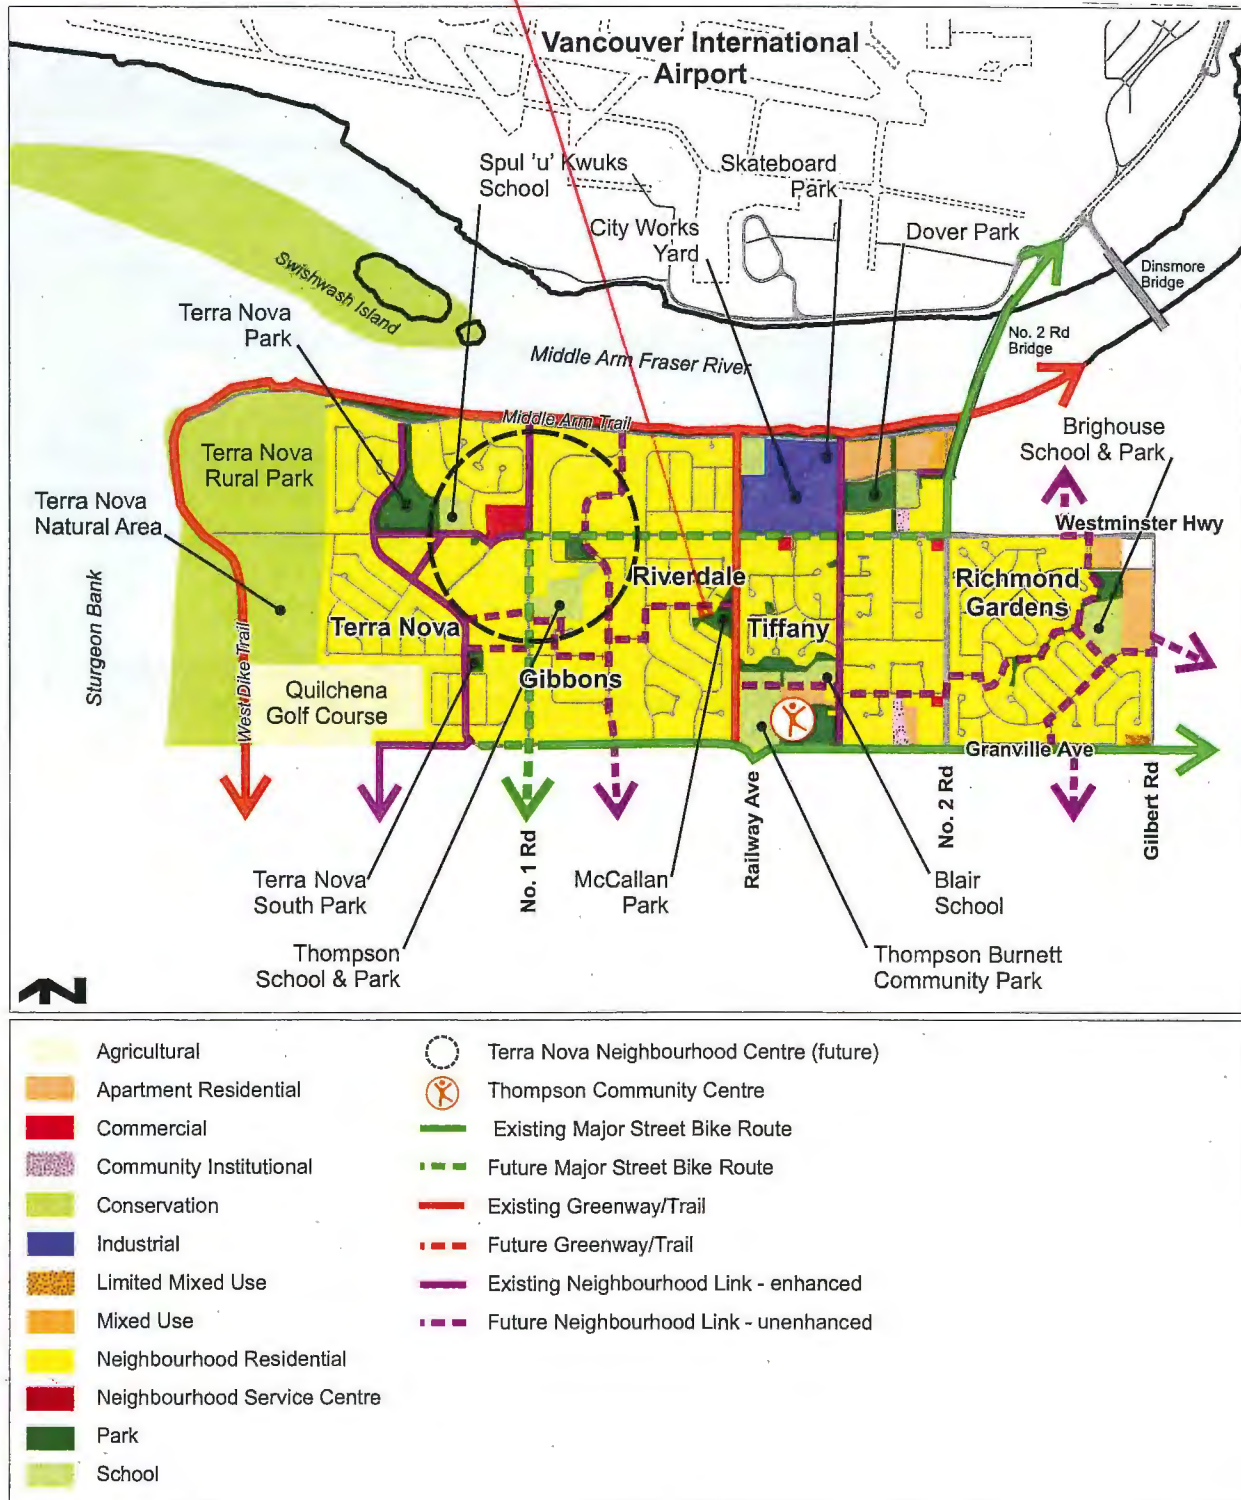 Vancouver International
Airport
Spul 'u' Kwuks
School
Skateboard
Park
City Works
Yard
Dover Park
Dinsmore
Bridge
Swishwash Island
Terra Nova
Park
No. 2 Rd
Bridge
Middle Arm Fraser River
Middle Arm Trail
Brighouse
School & Park
Terra Nova
Rural Park
Terra Nova
Natural Area
Westminster Hwy
Sturgeon Bank
Riverdale
Richmond
Gardens
Terra Nova
Tiffany
Gibbons
West Dike Trail
Quilchena
Golf Course
Granville Ave
No. 1 Rd
Railway Ave
No. 2 Rd
Gilbert Rd
Terra Nova
South Park
McCallan
Park
Blair
School
Thompson
School & Park
Thompson Burnett
Community Park
N
Agricultural
Apartment Residential
Commercial
Community Institutional
Conservation
Industrial
Limited Mixed Use
Mixed Use
Neighbourhood Residential
Neighbourhood Service Centre
Park
School
Terra Nova Neighbourhood Centre (future)
Thompson Community Centre
Existing Major Street Bike Route
Future Major Street Bike Route
Existing Greenway/Trail
Future Greenway/Trail
Existing Neighbourhood Link - enhanced
Future Neighbourhood Link - unenhanced